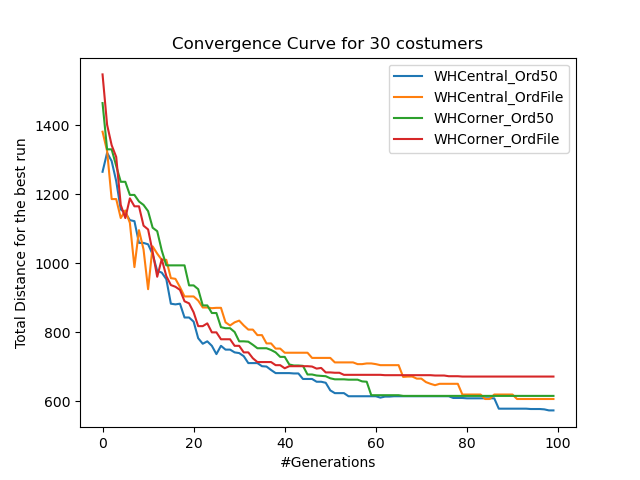 Convergence Curve for 30 costumers
WHCentral_Ord50
WHCentral_OrdFile
WHCorner_Ord50
WHCorner_OrdFile
Total Distance for the best run
1400
1200
1000
800
600
0 20 40 60 80 100
#Generations